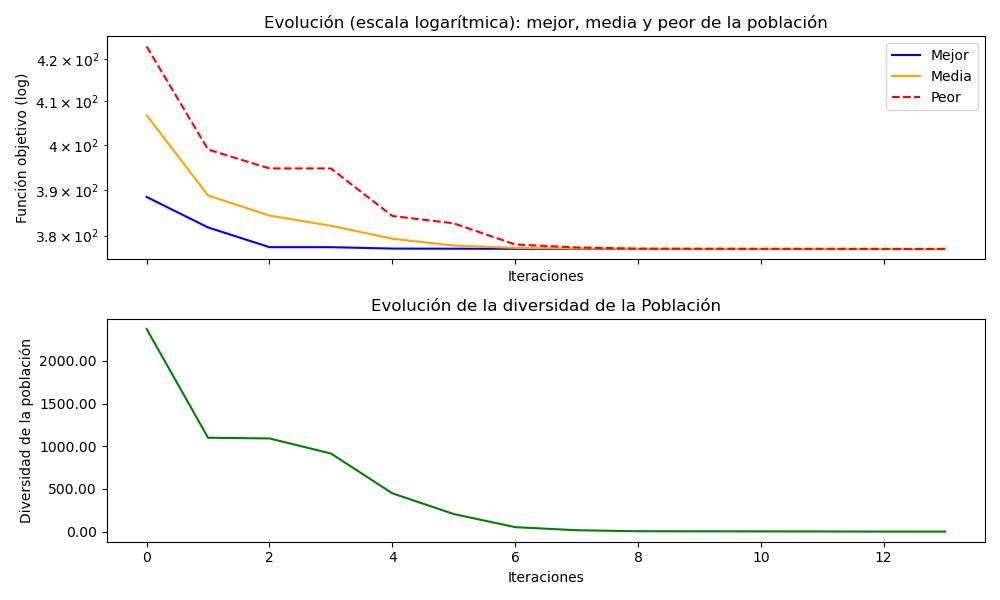 Evolución (escala logarítmica): mejor, media y peor de la población
Función objetivo (log)
4.2 × 10²
4.1 × 10²
4 × 10²
3.9 × 10²
3.8 × 10²
Mejor
Media
Peor
Iteraciones
Evolución de la diversidad de la Población
Diversidad de la población
2000.00
1500.00
1000.00
500.00
0.00
0 2 4 6 8 10 12
Iteraciones